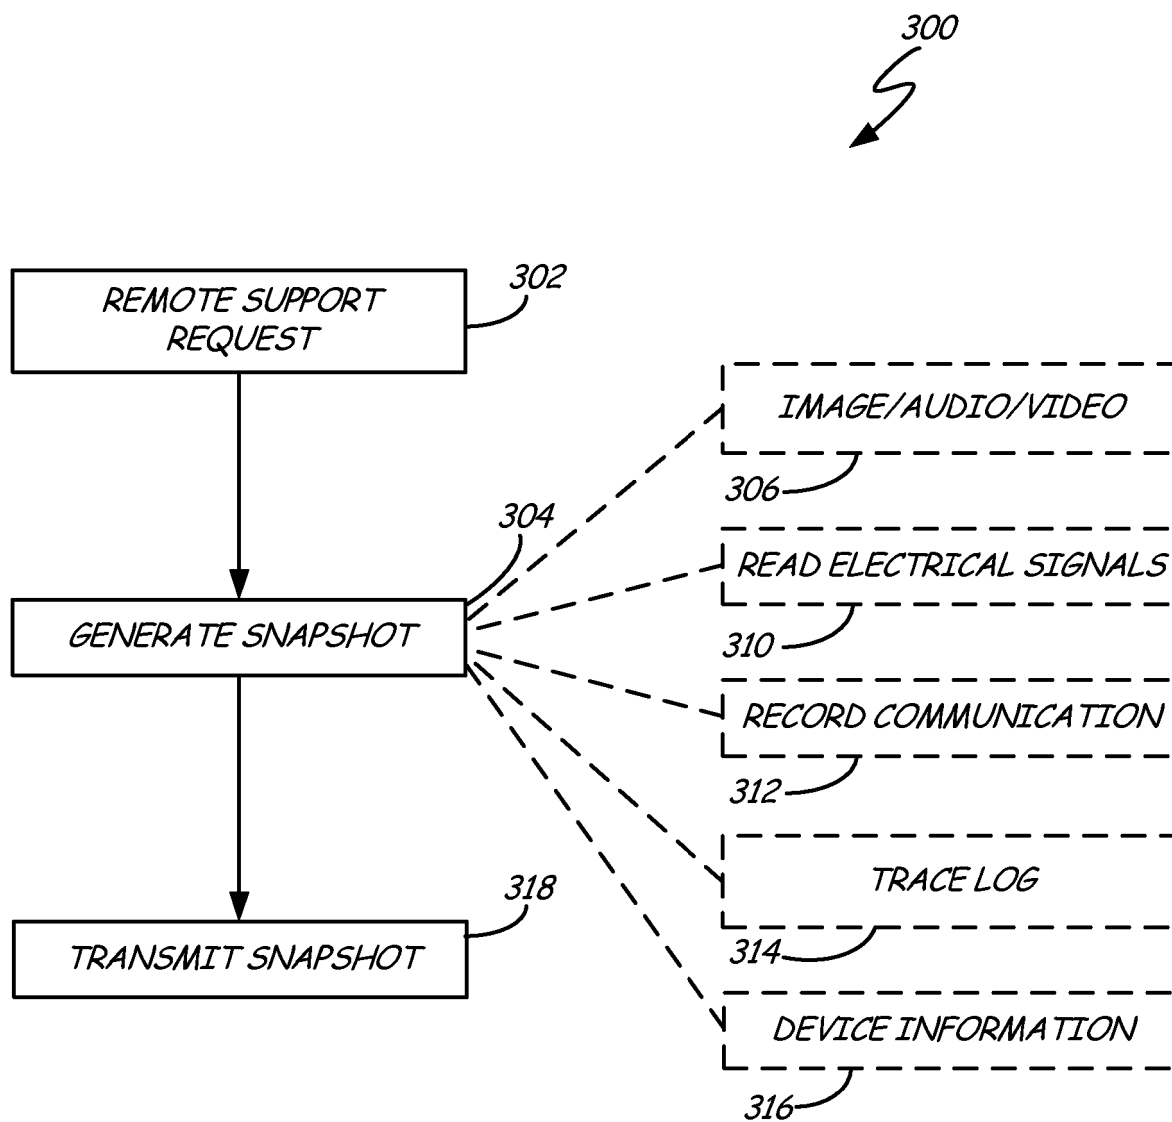 300
REMOTE SUPPORT
REQUEST
302
IMAGE/AUDIO/VIDEO
306
304
READ ELECTRICAL SIGNALS
310
GENERATE SNAPSHOT
RECORD COMMUNICATION
312
TRACE LOG
314
318
TRANSMIT SNAPSHOT
DEVICE INFORMATION
316